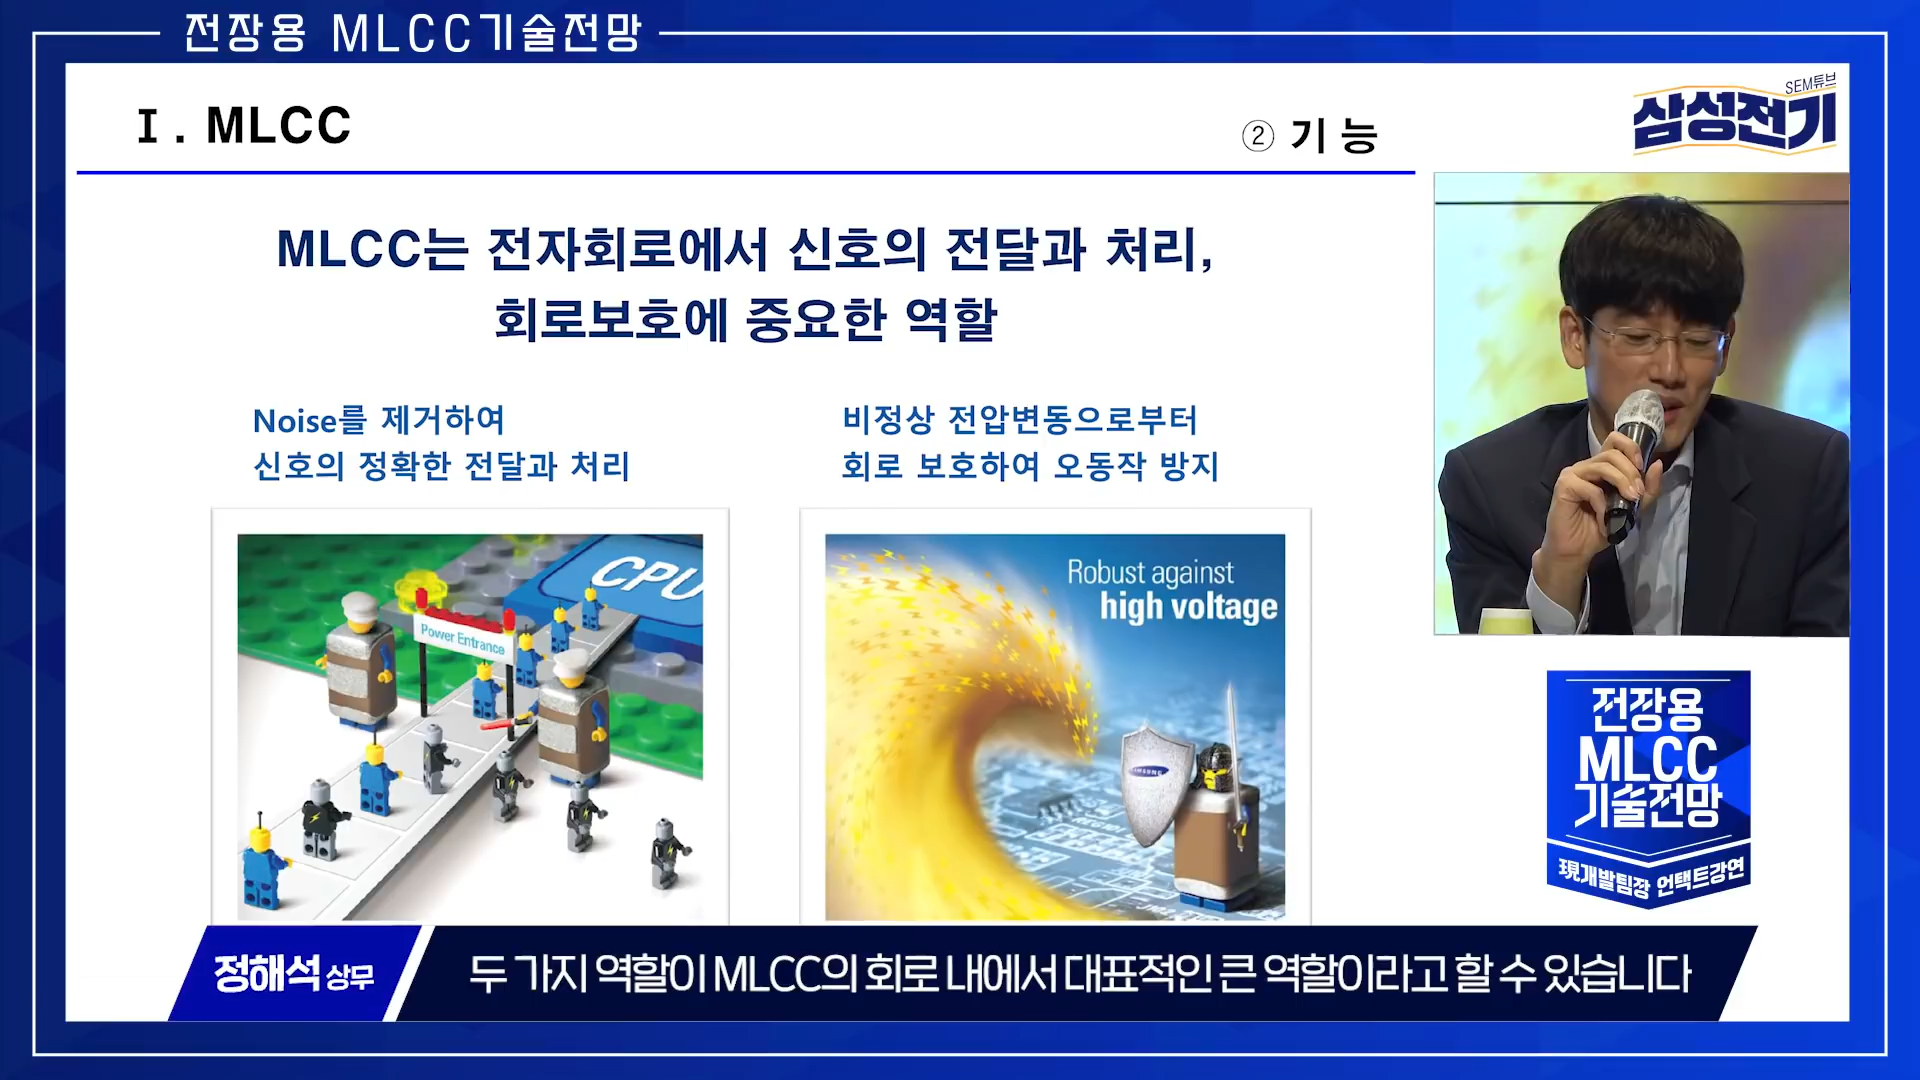 전장용 MLCC기술전망
SEM튜브
삼성전기
I. MLCC
② 기 능
MLCC는 전자회로에서 신호의 전달과 처리,
회로보호에 중요한 역할
Noise를 제거하여
신호의 정확한 전달과 처리
비정상 전압변동으로부터
회로 보호하여 오동작 방지
CPU
Power Entrance
Robust against
high voltage
SAMSUNG
전장용
MLCC
기술전망
現개발팀장 언택트강연
정해석 상무
두 가지 역할이 MLCC의 회로 내에서 대표적인 큰 역할이라고 할 수 있습니다